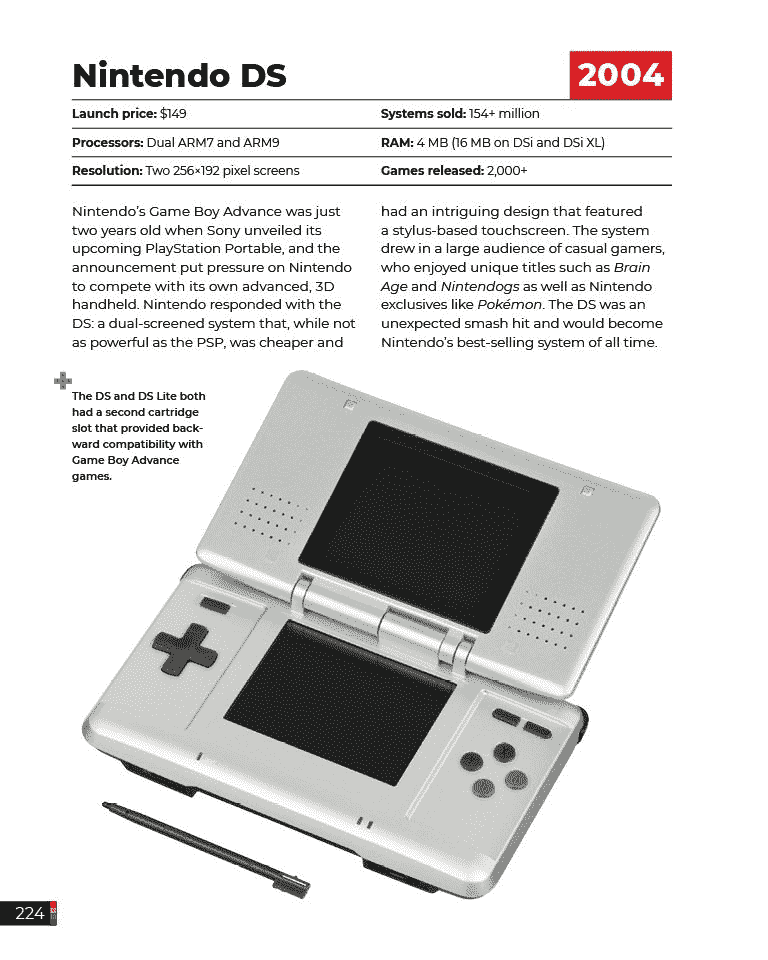 Nintendo DS
2004
Launch price: $149
Systems sold: 154+ million
Processors: Dual ARM7 and ARM9
RAM: 4 MB (16 MB on DSi and DSi XL)
Resolution: Two 256×192 pixel screens
Games released: 2,000+
Nintendo’s Game Boy Advance was just
two years old when Sony unveiled its
upcoming PlayStation Portable, and the
announcement put pressure on Nintendo
to compete with its own advanced, 3D
handheld. Nintendo responded with the
DS: a dual-screened system that, while not
as powerful as the PSP, was cheaper and
had an intriguing design that featured
a stylus-based touchscreen. The system
drew in a large audience of casual gamers,
who enjoyed unique titles such as Brain
Age and Nintendogs as well as Nintendo
exclusives like Pokémon. The DS was an
unexpected smash hit and would become
Nintendo’s best-selling system of all time.
The DS and DS Lite both
had a second cartridge
slot that provided back-
ward compatibility with
Game Boy Advance
games.
224